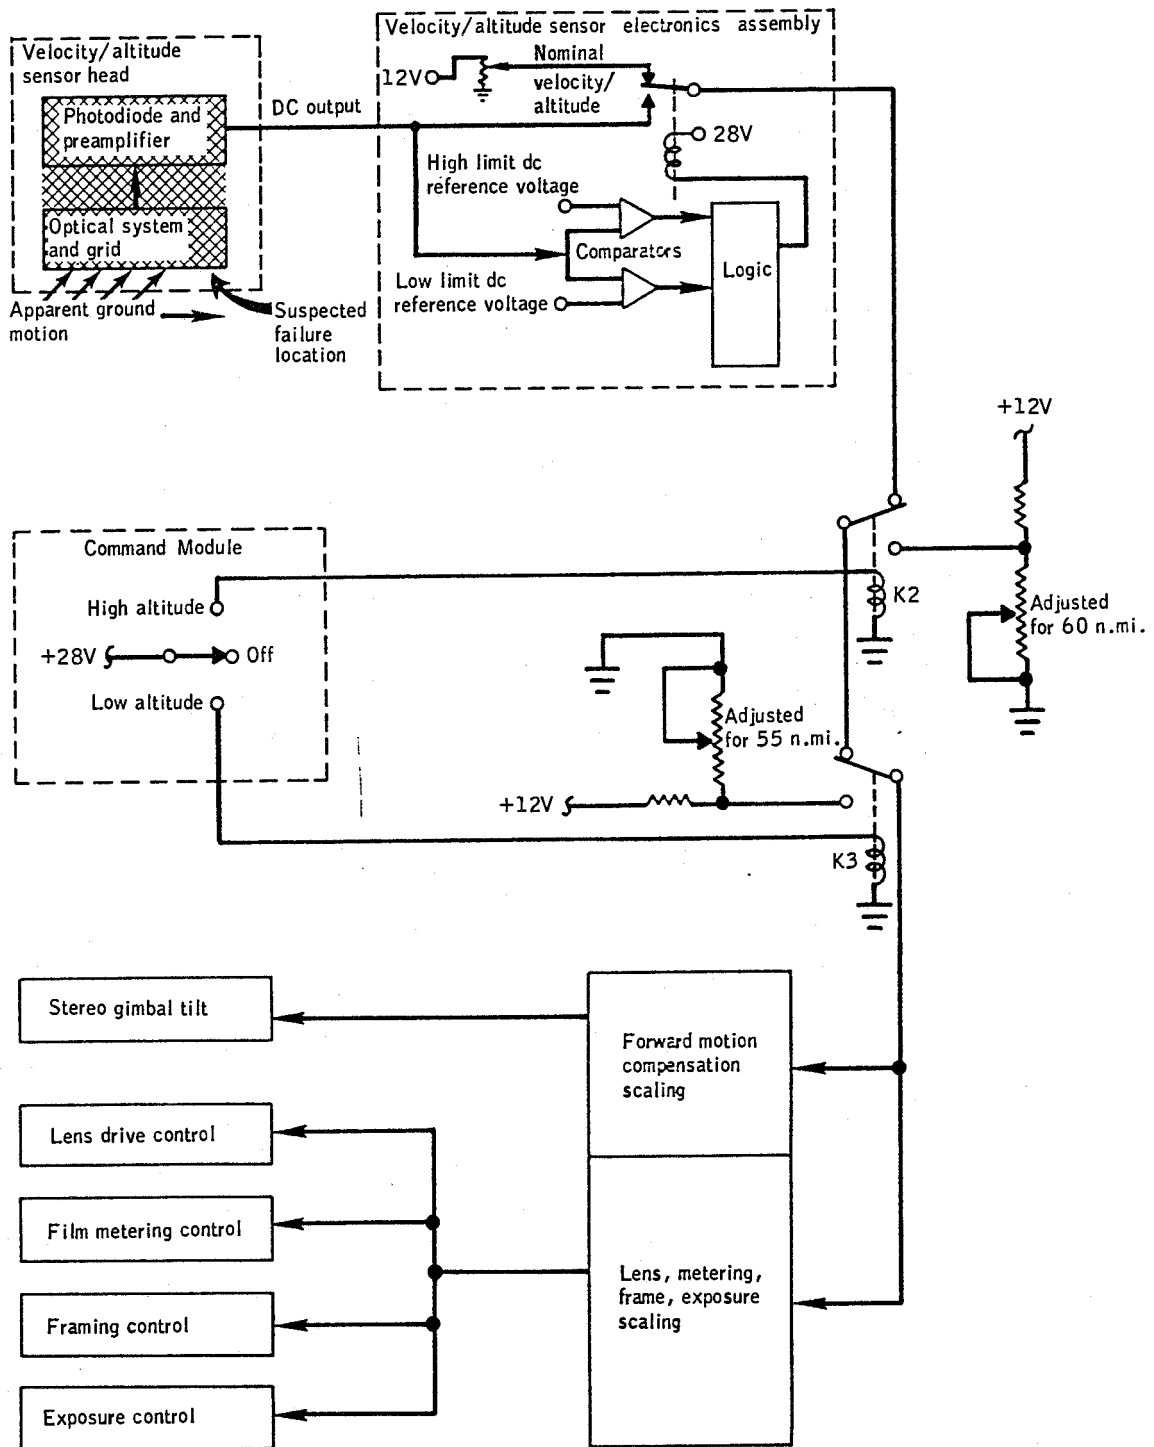 Velocity/altitude sensor electronics assembly
Velocity/altitude
sensor head
Photodiode and
preamplifier
Optical system
and grid
Apparent ground
motion
Suspected
failure
location
DC output
12V
Nominal
velocity/
altitude
28V
High limit dc
reference voltage
Comparators
Low limit dc
reference voltage
Logic
+12V
Command Module
High altitude
+28V
Off
Low altitude
K2
Adjusted
for 60 n.mi.
Adjusted
for 55 n.mi.
+12V
K3
Stereo gimbal tilt
Forward motion
compensation
scaling
Lens drive control
Film metering control
Lens, metering,
frame, exposure
scaling
Framing control
Exposure control